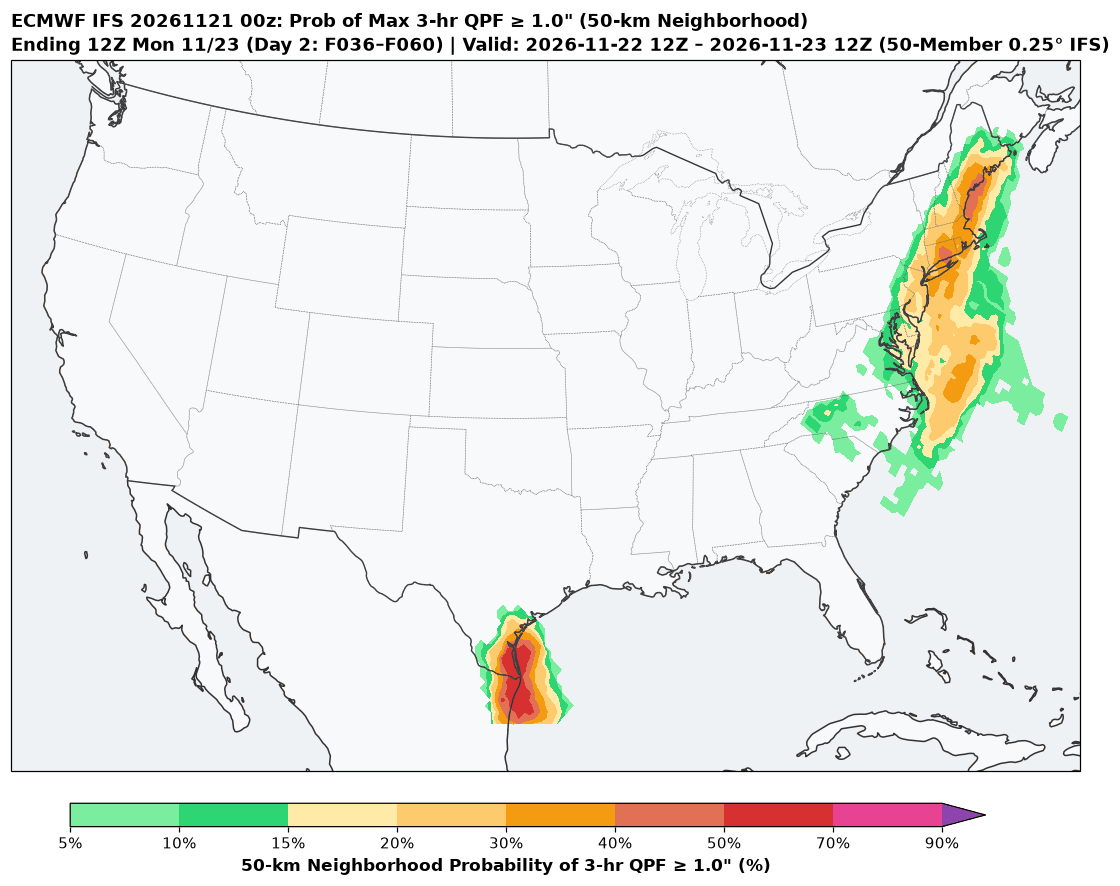 ECMWF IFS 20261121 00z: Prob of Max 3-hr QPF ≥ 1.0" (50-km Neighborhood)
Ending 12Z Mon 11/23 (Day 2: F036–F060) | Valid: 2026-11-22 12Z – 2026-11-23 12Z (50-Member 0.25° IFS)
5% 10% 15% 20% 30% 40% 50% 70% 90%
50-km Neighborhood Probability of 3-hr QPF ≥ 1.0" (%)